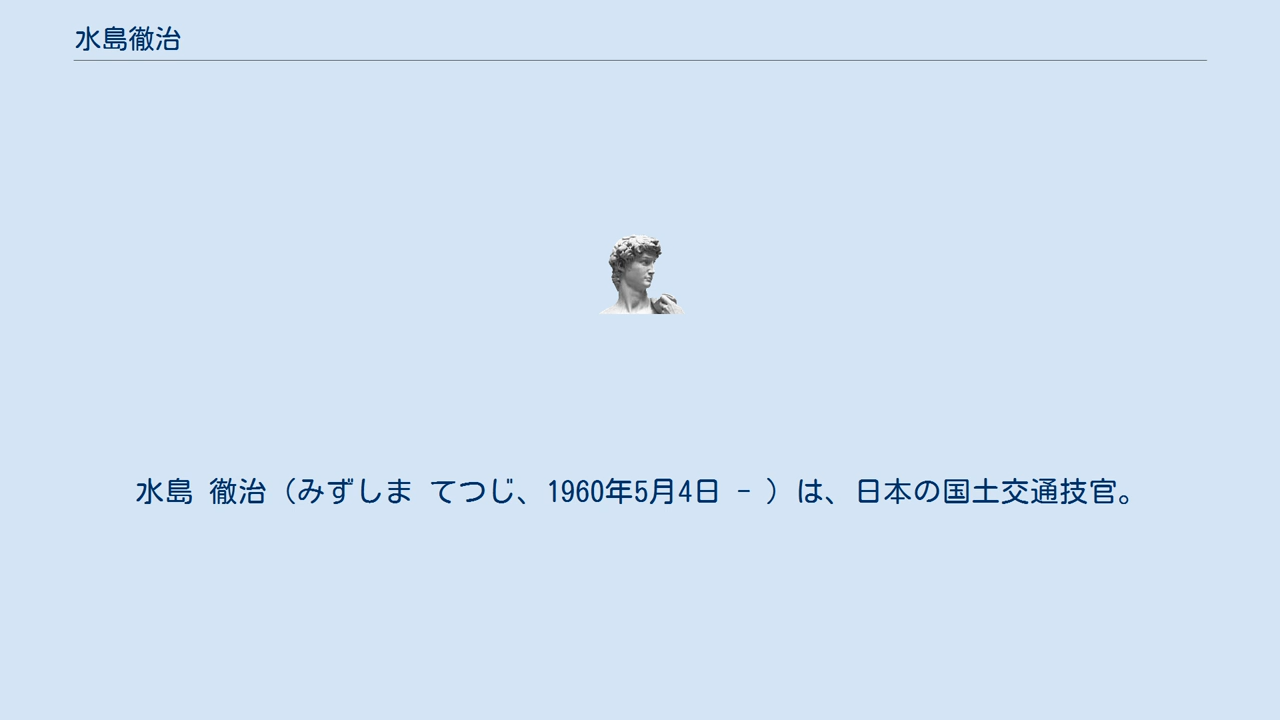 水島徹治
水島 徹治（みずしま てつじ、1960年5月4日 - ）は、日本の国土交通技官。